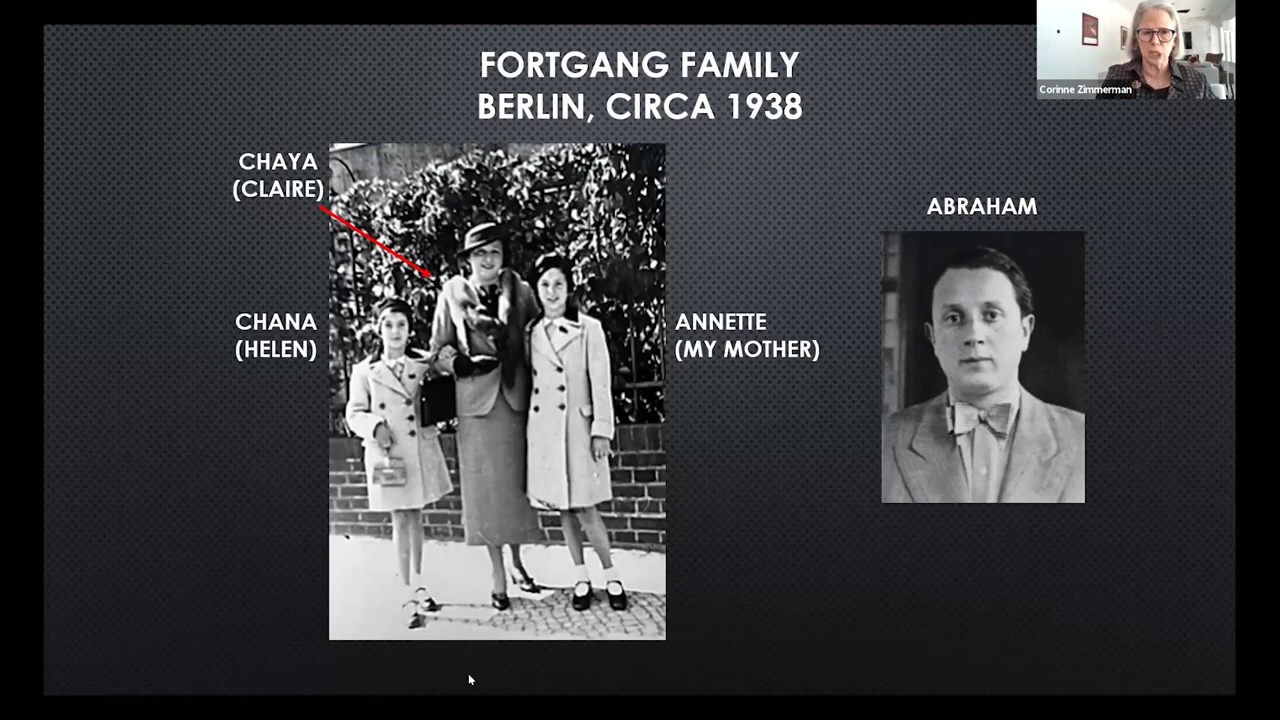 FORTGANG FAMILY
BERLIN, CIRCA 1938
Corinne Zimmerman
CHAYA
(CLAIRE)
ABRAHAM
CHANA
(HELEN)
ANNETTE
(MY MOTHER)